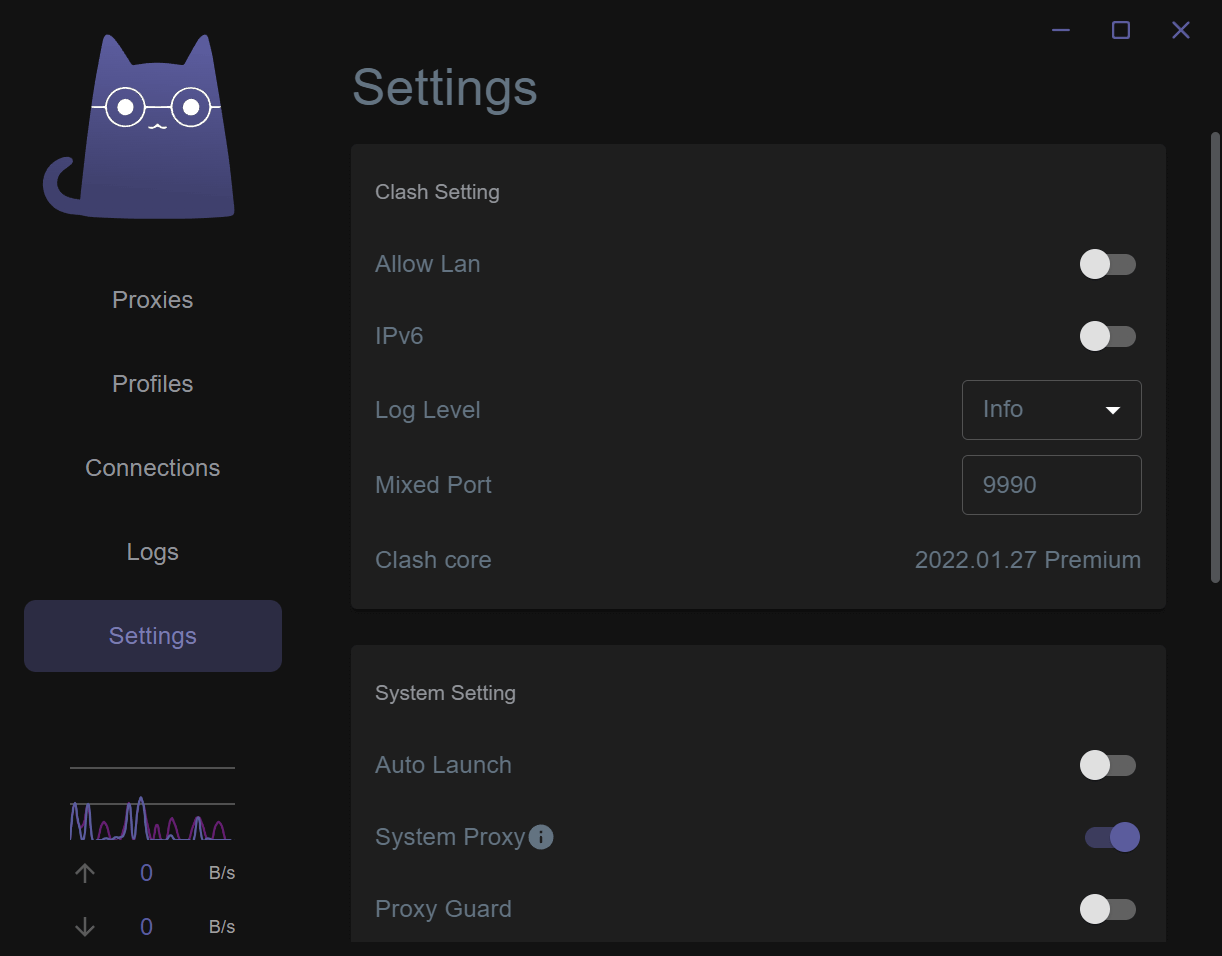 Proxies
Profiles
Connections
Logs
Settings
0 B/s
0 B/s
Settings
Clash Setting
Allow Lan
IPv6
Log Level Info
Mixed Port 9990
Clash core 2022.01.27 Premium
System Setting
Auto Launch
System Proxy
Proxy Guard